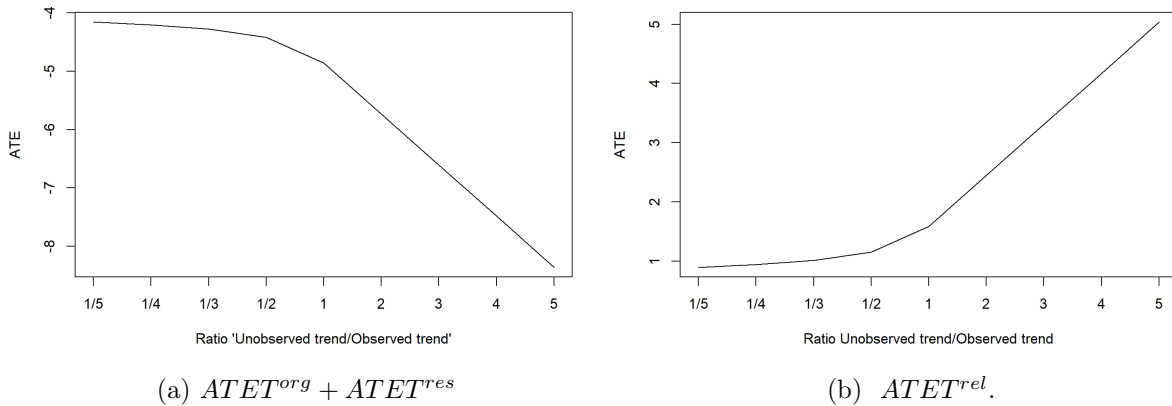 -4
-5
-6
-7
-8
ATE
1/5 1/4 1/3 1/2 1 2 3 4 5
Ratio 'Unobserved trend/Observed trend'
(a) ATET^{org} + ATET^{res}
5
4
3
2
1
ATE
1/5 1/4 1/3 1/2 1 2 3 4 5
Ratio Unobserved trend/Observed trend
(b) ATET^{rel}.